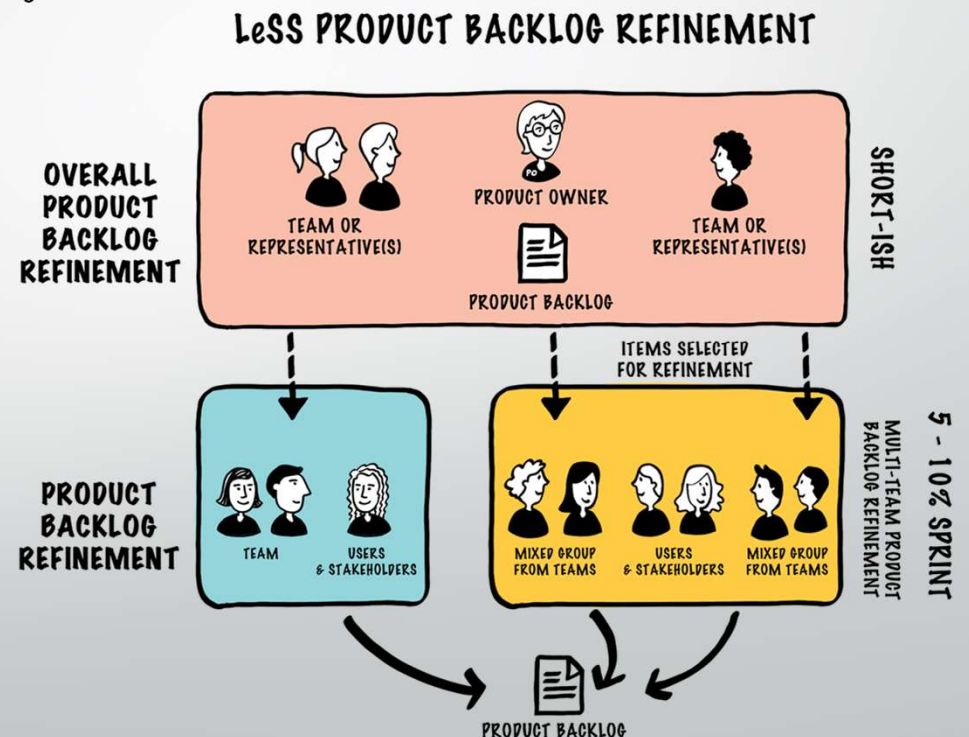 LeSS PRODUCT BACKLOG REFINEMENT
OVERALL
PRODUCT
BACKLOG
REFINEMENT
TEAM OR
REPRESENTATIVE(S)
PO
PRODUCT OWNER
PRODUCT BACKLOG
TEAM OR
REPRESENTATIVE(S)
SHORT-ISH
ITEMS SELECTED
FOR REFINEMENT
PRODUCT
BACKLOG
REFINEMENT
TEAM
USERS
& STAKEHOLDERS
MIXED GROUP
FROM TEAMS
USERS
& STAKEHOLDERS
MIXED GROUP
FROM TEAMS
MULTI-TEAM PRODUCT
BACKLOG REFINEMENT
5 - 10% SPRINT
PRODUCT BACKLOG